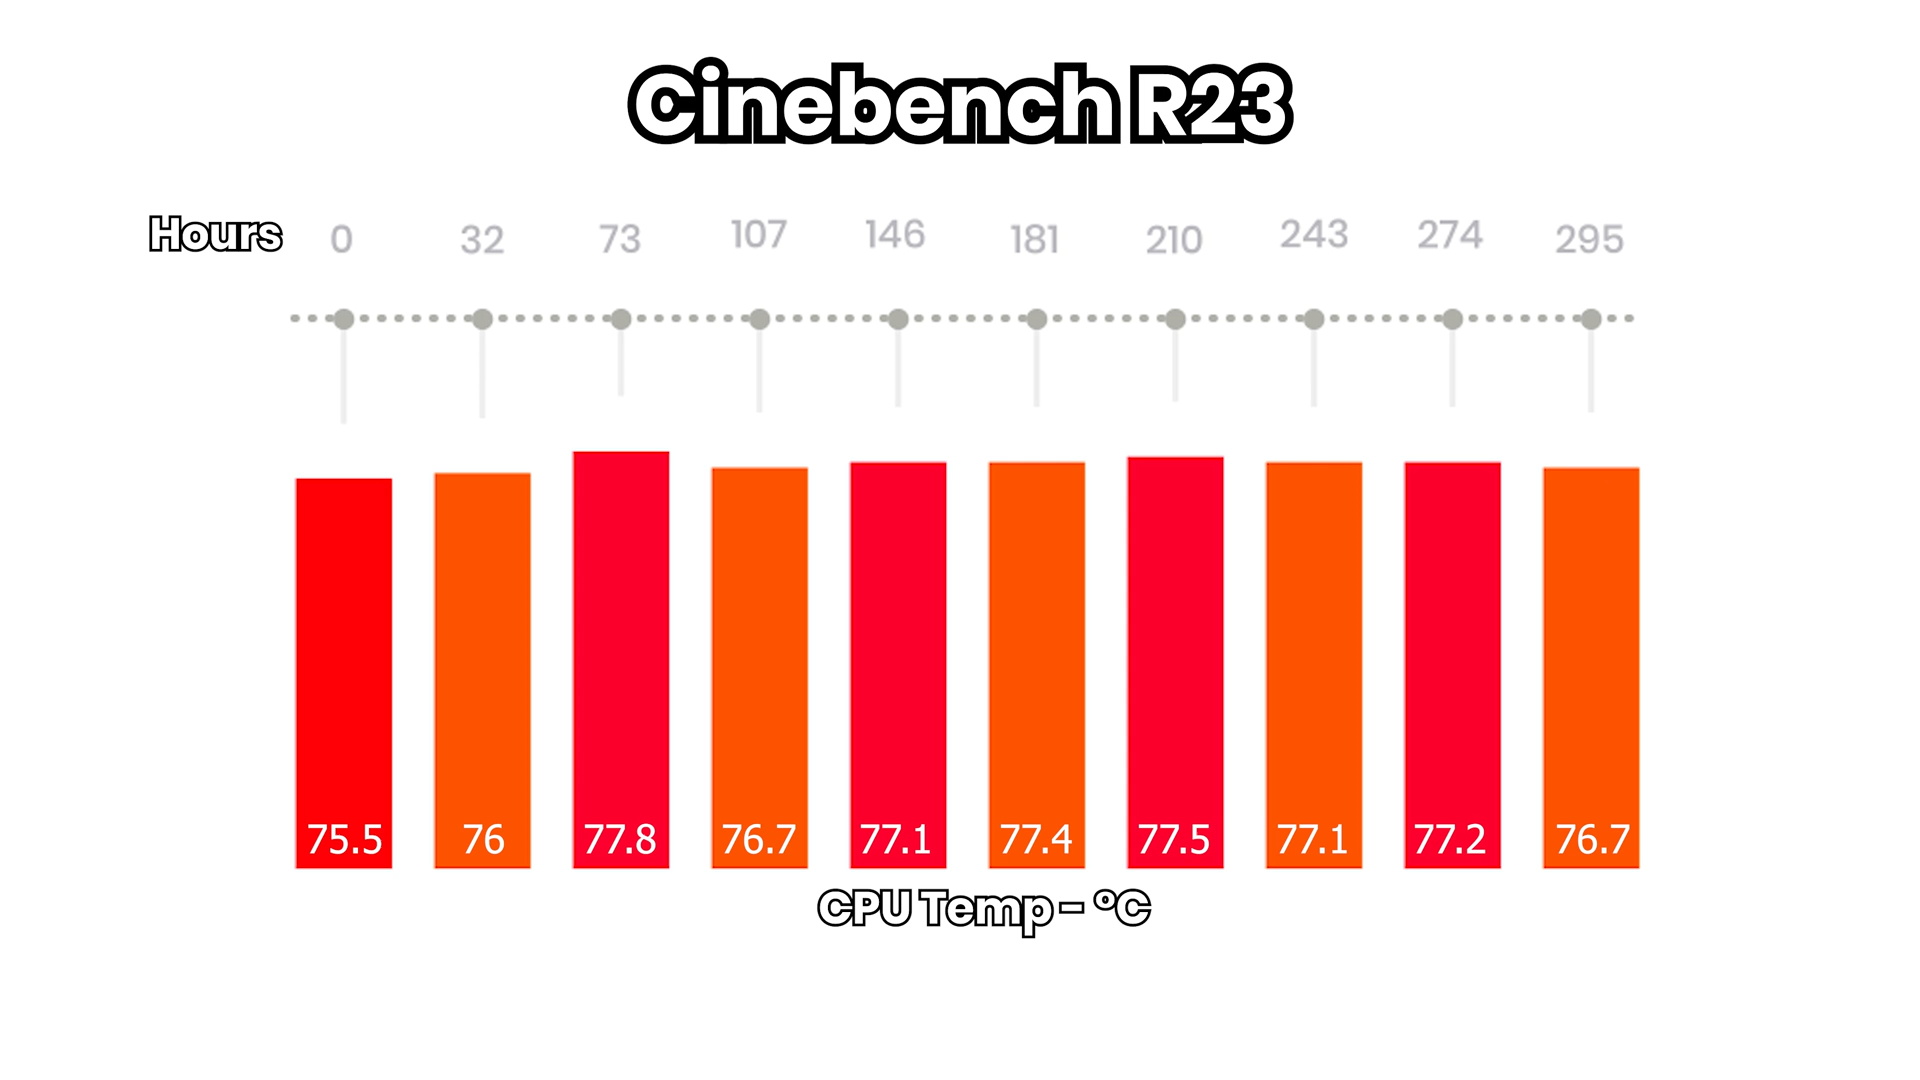 Cinebench R23
Hours 0 32 73 107 146 181 210 243 274 295
75.5 76 77.8 76.7 77.1 77.4 77.5 77.1 77.2 76.7
CPU Temp - ºC